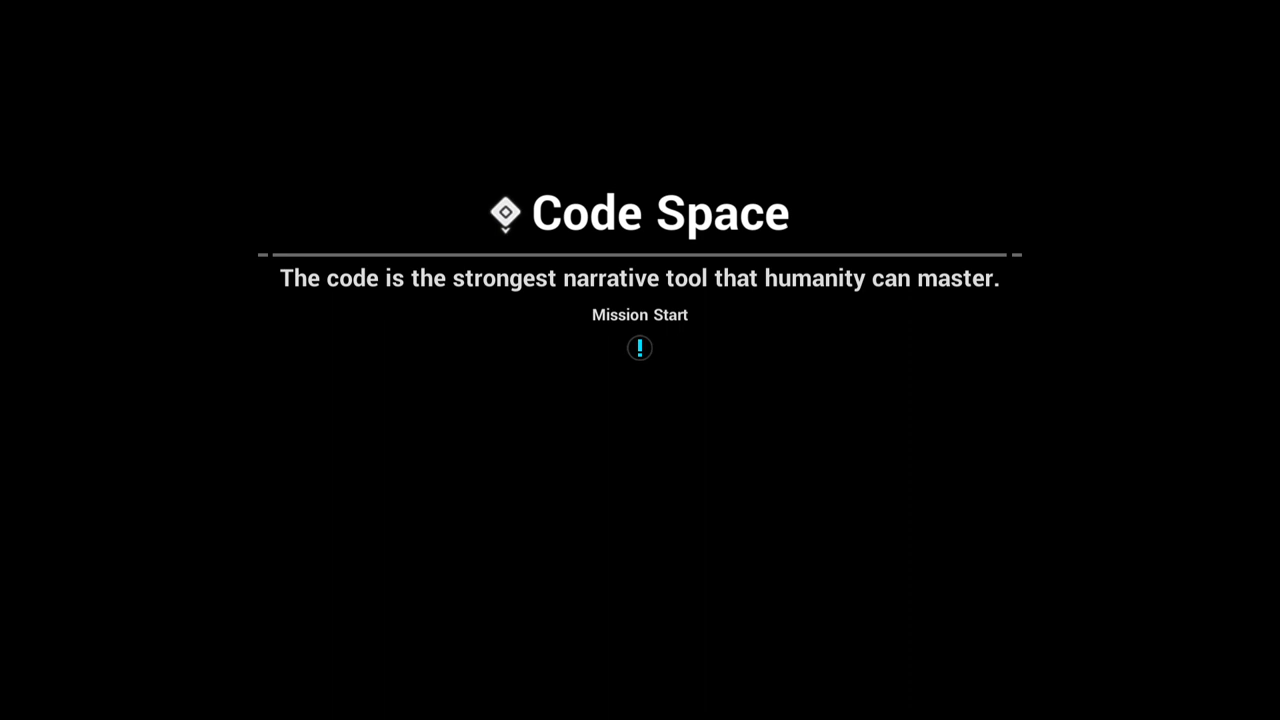 Code Space
The code is the strongest narrative tool that humanity can master.
Mission Start
!